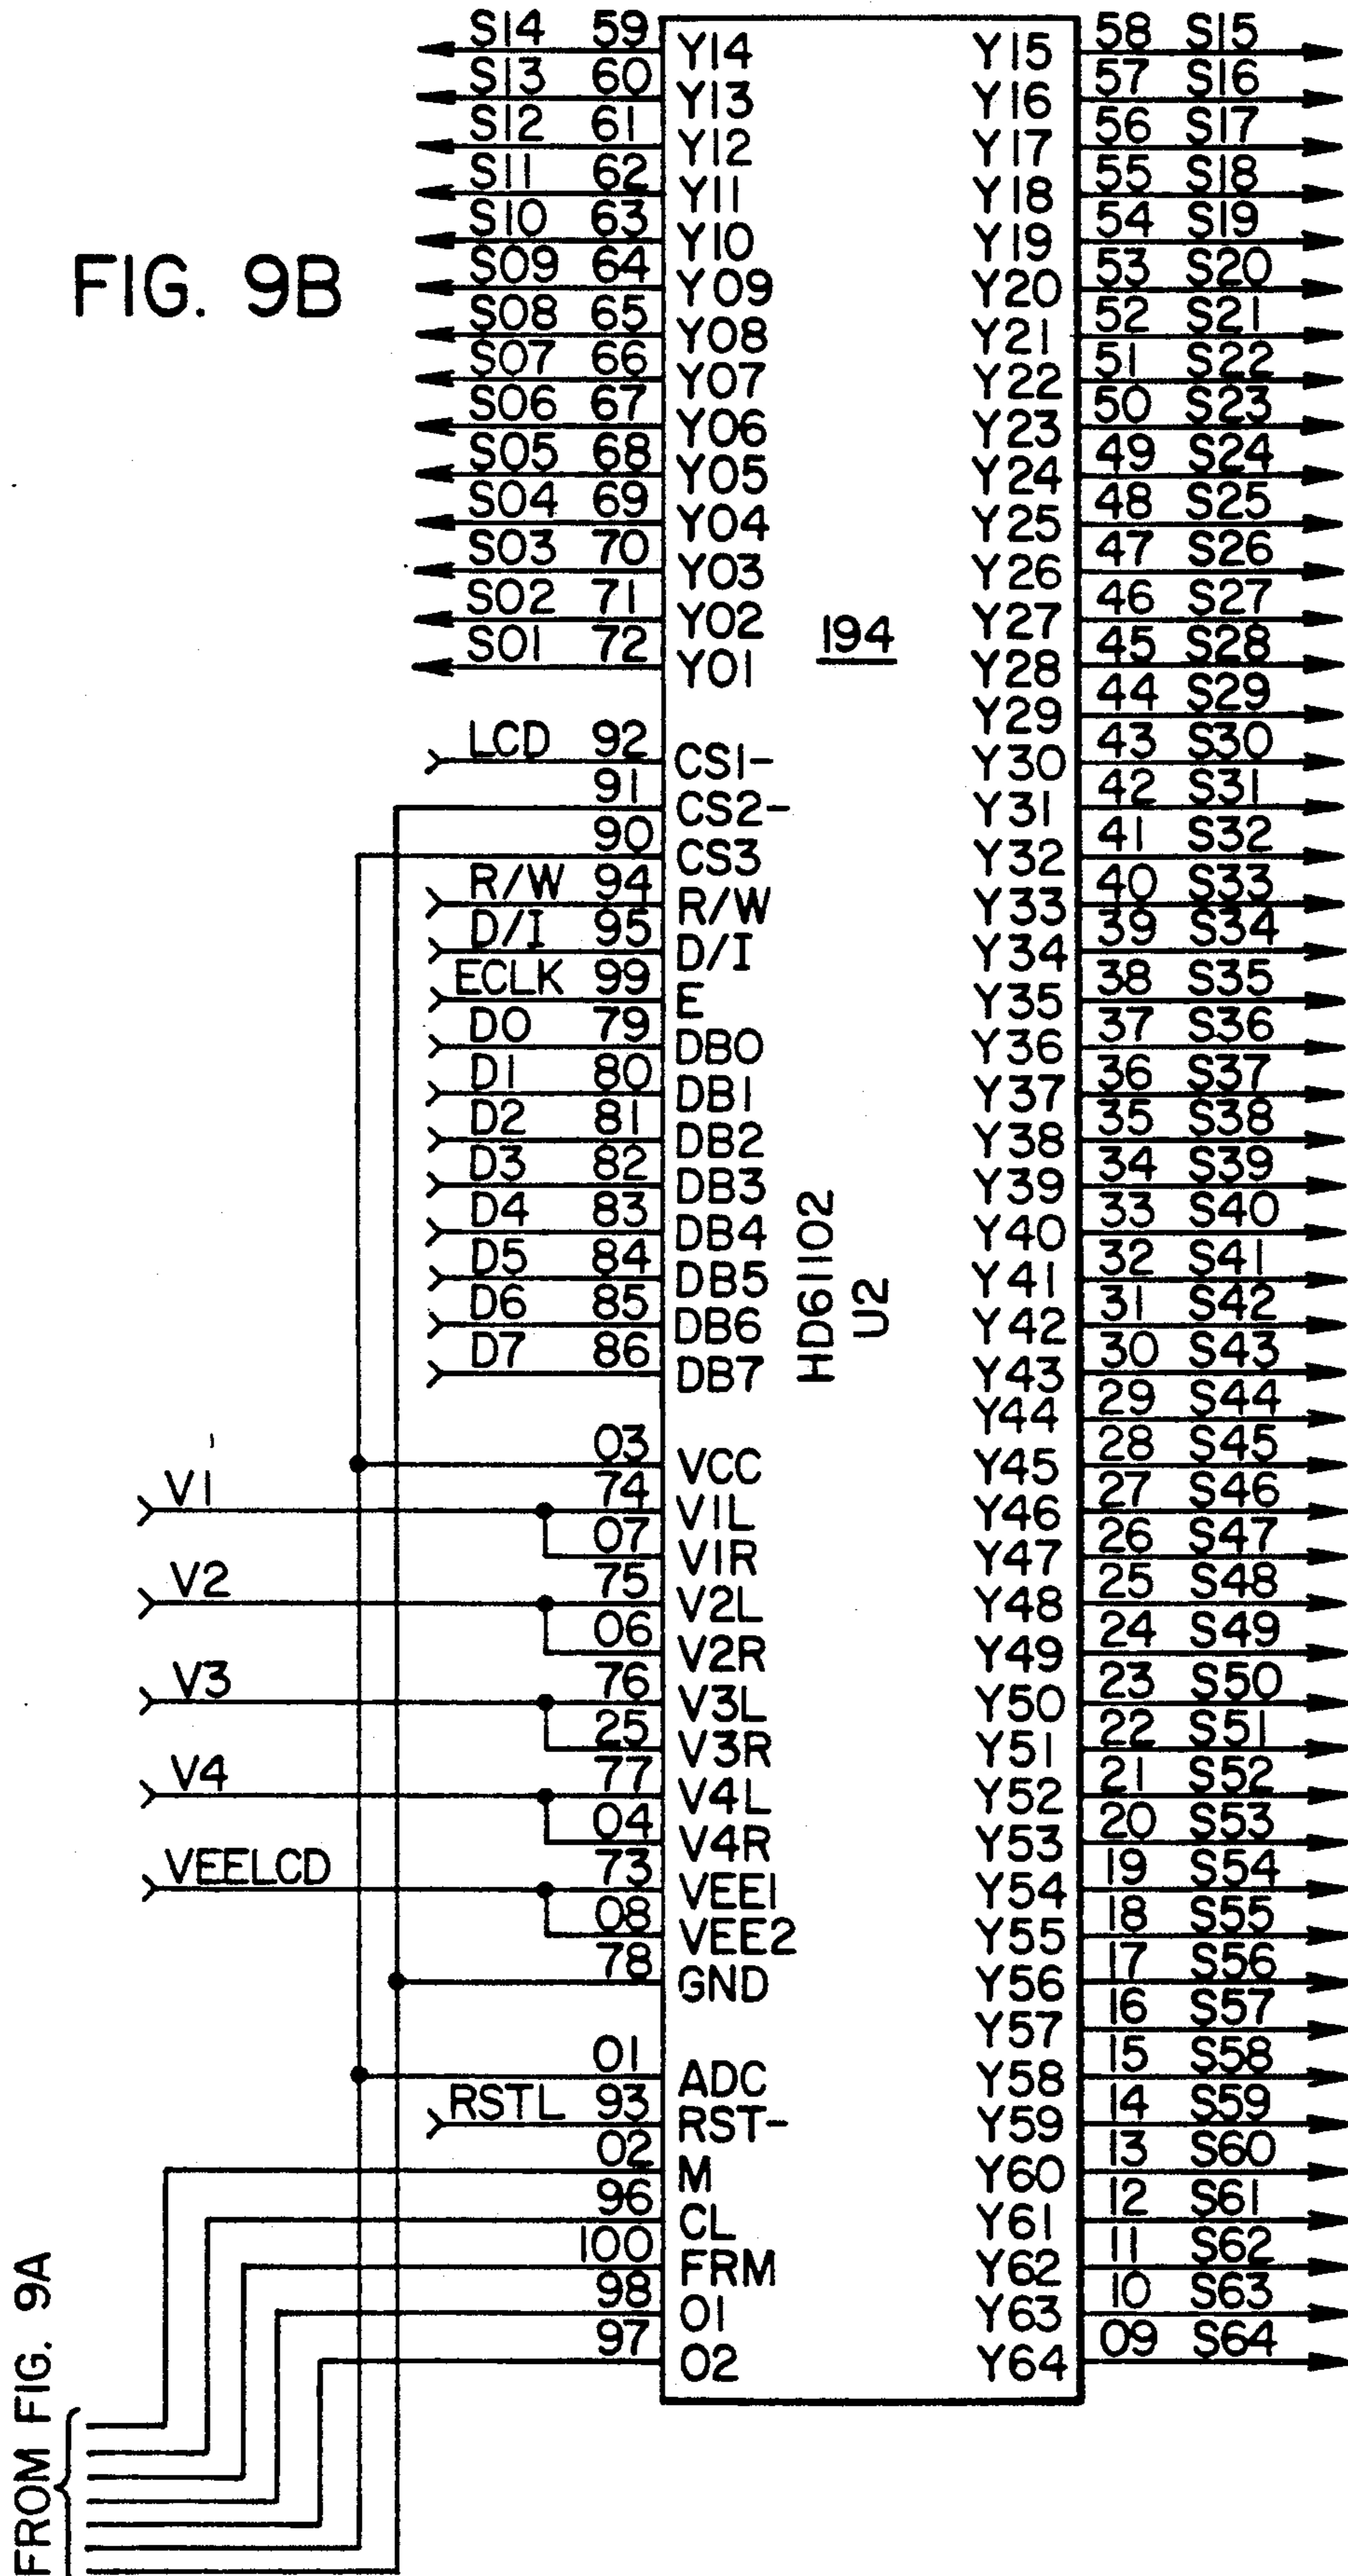 FIG. 9B
S14 59 Y14
S13 60 Y13
S12 61 Y12
S11 62 Y11
S10 63 Y10
S09 64 Y09
S08 65 Y08
S07 66 Y07
S06 67 Y06
S05 68 Y05
S04 69 Y04
S03 70 Y03
S02 71 Y02
S01 72 Y01
LCD 92 CS1-
91 CS2-
90 CS3
R/W 94 R/W
D/I 95 D/I
ECLK 99 E
D0 79 DB0
D1 80 DB1
D2 81 DB2
D3 82 DB3
D4 83 DB4
D5 84 DB5
D6 85 DB6
D7 86 DB7
03 VCC
V1 74 V1L
07 V1R
V2 75 V2L
06 V2R
V3 76 V3L
25 V3R
V4 77 V4L
04 V4R
VEELCD 73 VEE1
08 VEE2
78 GND
01 ADC
RSTL 93 RST-
02 M
96 CL
100 FRM
98 O1
97 O2
FROM FIG. 9A
194
HD61102
U2
Y15 58 S15
Y16 57 S16
Y17 56 S17
Y18 55 S18
Y19 54 S19
Y20 53 S20
Y21 52 S21
Y22 51 S22
Y23 50 S23
Y24 49 S24
Y25 48 S25
Y26 47 S26
Y27 46 S27
Y28 45 S28
Y29 44 S29
Y30 43 S30
Y31 42 S31
Y32 41 S32
Y33 40 S33
Y34 39 S34
Y35 38 S35
Y36 37 S36
Y37 36 S37
Y38 35 S38
Y39 34 S39
Y40 33 S40
Y41 32 S41
Y42 31 S42
Y43 30 S43
Y44 29 S44
Y45 28 S45
Y46 27 S46
Y47 26 S47
Y48 25 S48
Y49 24 S49
Y50 23 S50
Y51 22 S51
Y52 21 S52
Y53 20 S53
Y54 19 S54
Y55 18 S55
Y56 17 S56
Y57 16 S57
Y58 15 S58
Y59 14 S59
Y60 13 S60
Y61 12 S61
Y62 11 S62
Y63 10 S63
Y64 09 S64